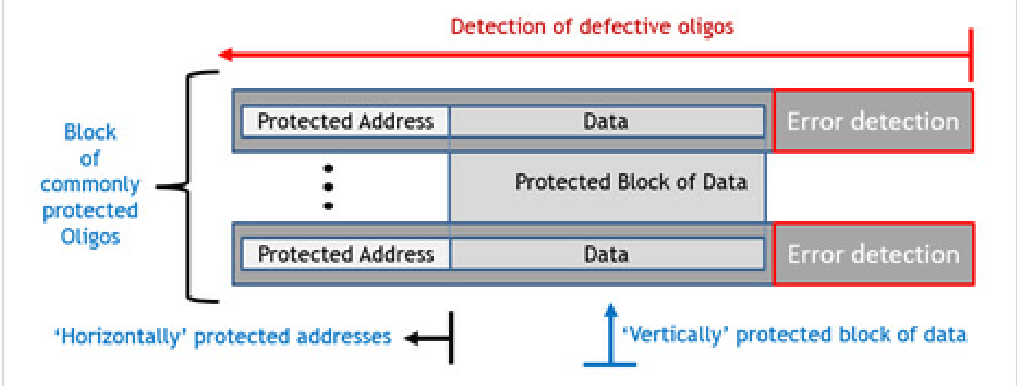 Detection of defective oligos
Protected Address Data Error detection
Block
of
commonly
protected
Oligos
Protected Block of Data
Protected Address Data Error detection
‘Horizontally’ protected addresses
‘Vertically’ protected block of data